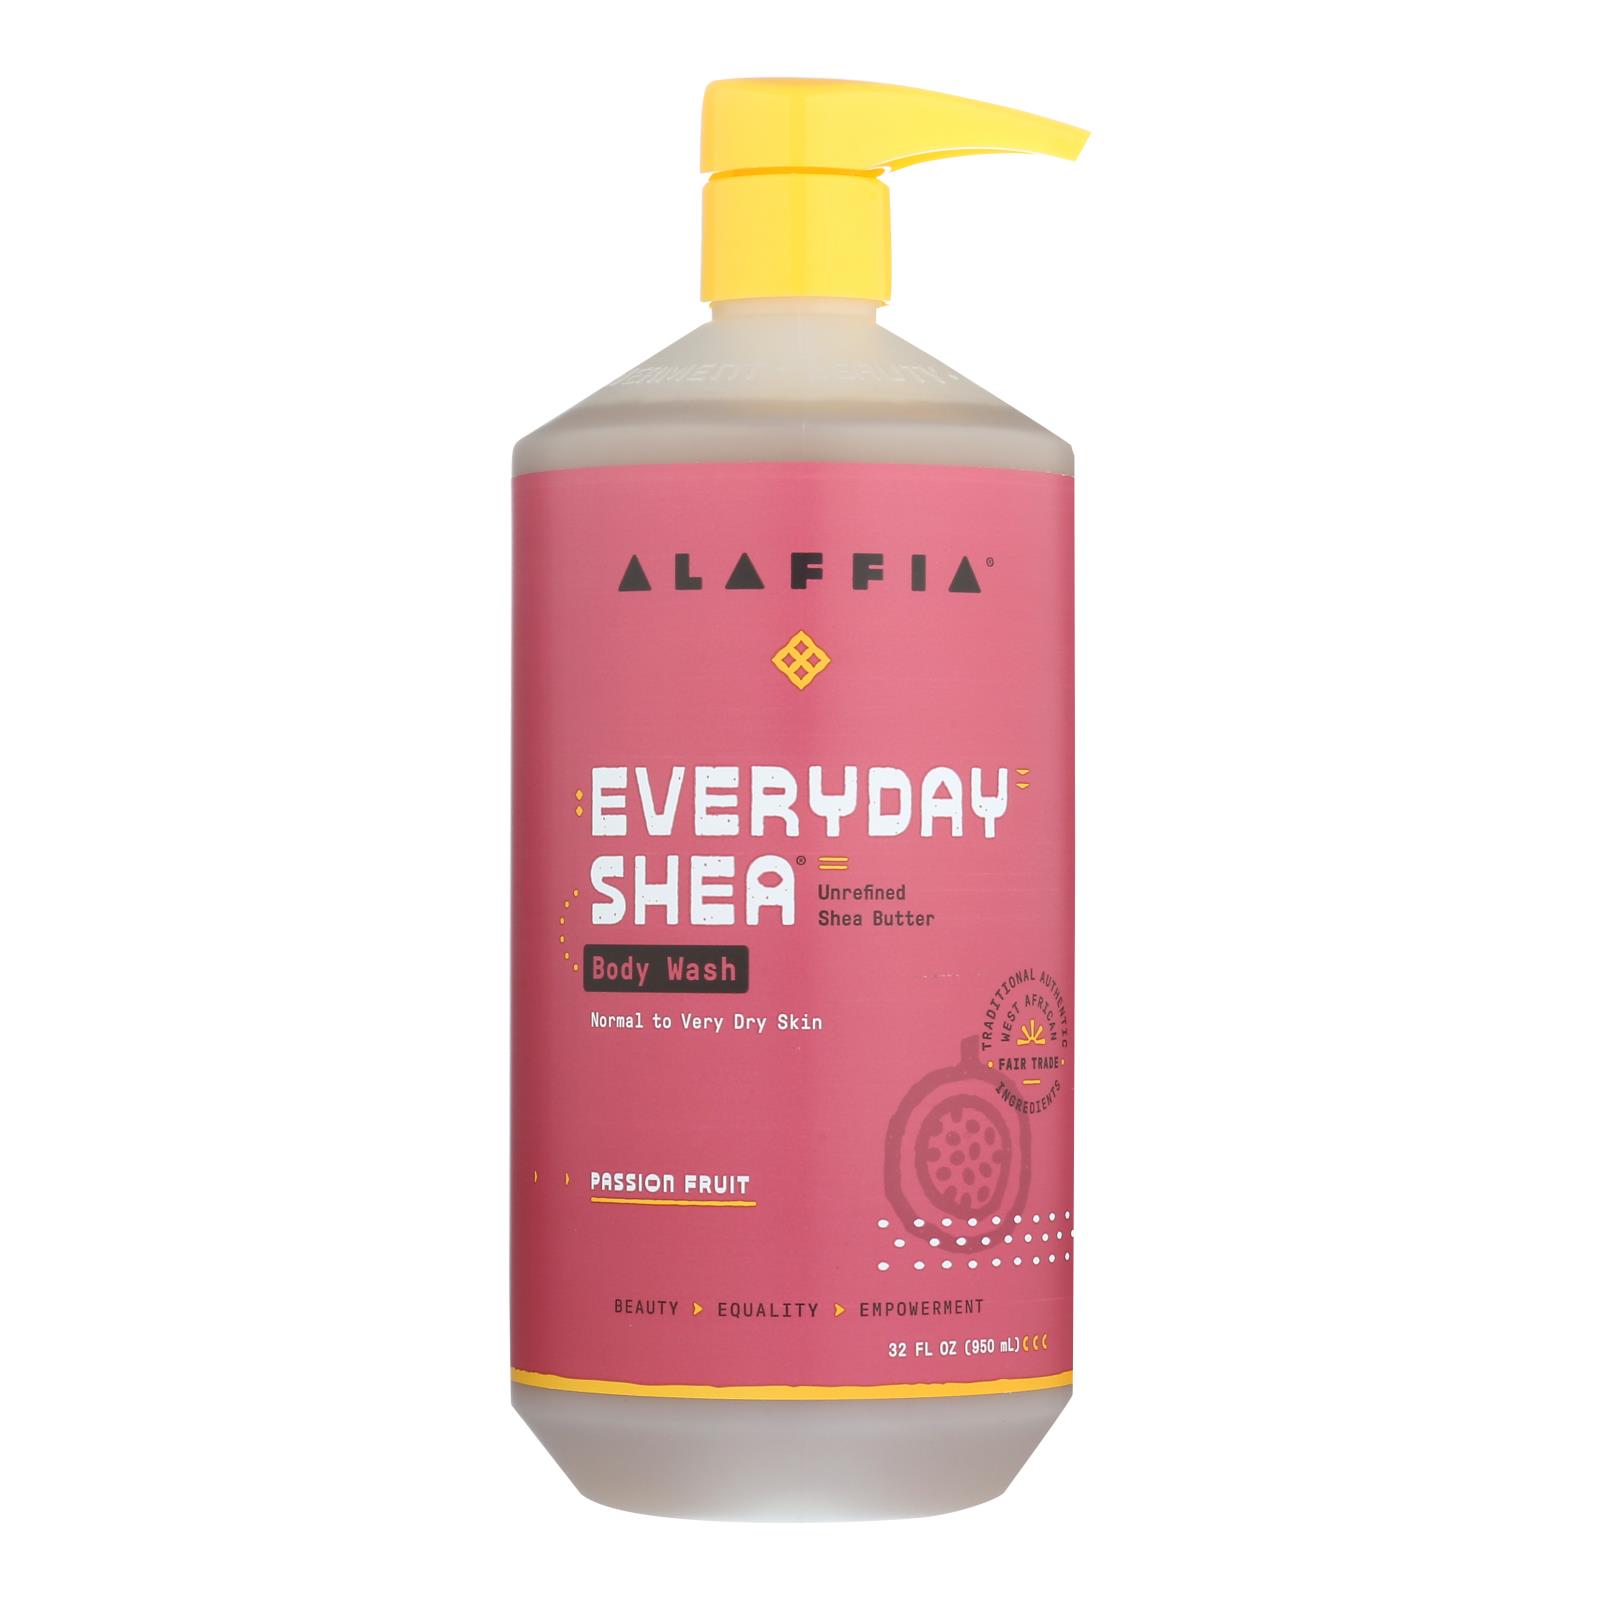 BEAUTY
ALAFFIA®
EVERYDAY
SHEA®
Unrefined
Shea Butter
Body Wash
Normal to Very Dry Skin
TRADITIONAL AUTHENTIC
WEST AFRICAN
FAIR TRADE
INGREDIENTS
PASSION FRUIT
BEAUTY EQUALITY EMPOWERMENT
32 FL OZ (950 mL)